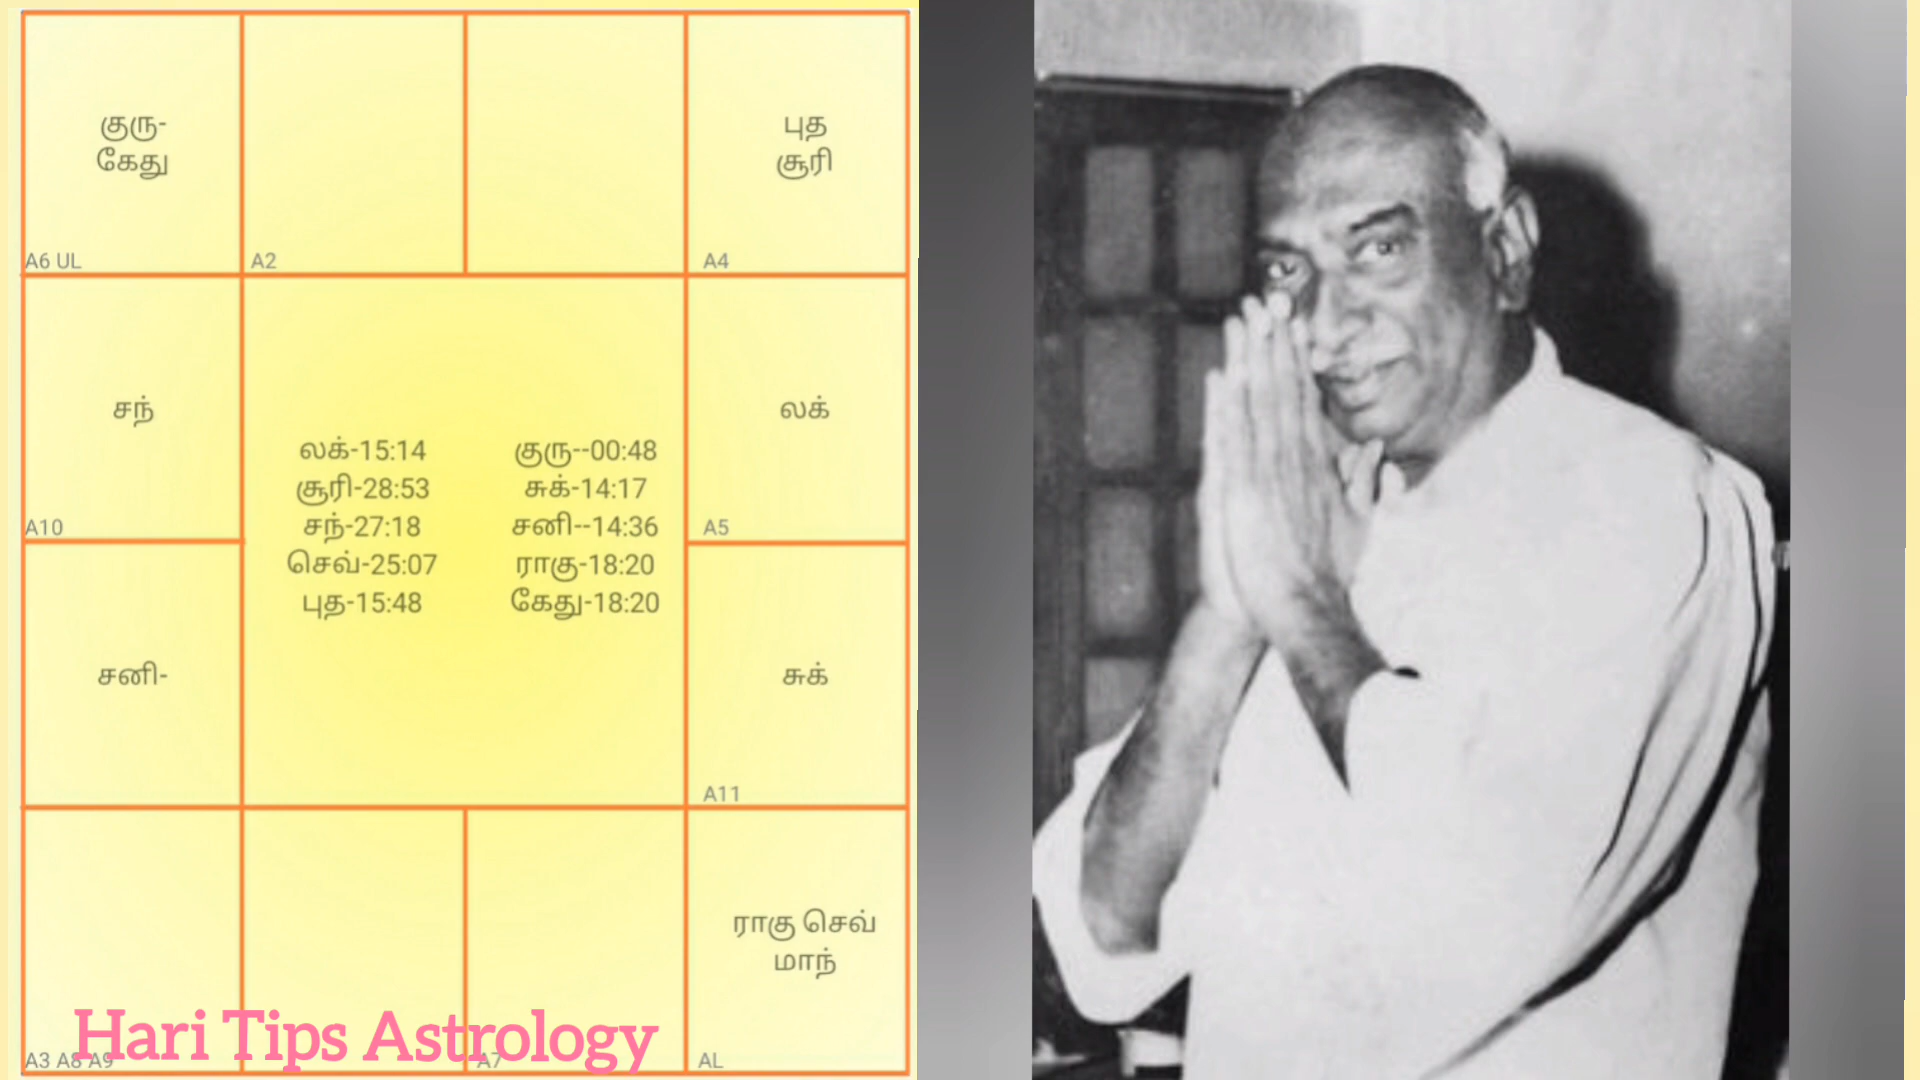 குரு-
கேது
A6 UL
A2
புத
சூரி
A4
சந்
A10
லக்-15:14
சூரி-28:53
சந்-27:18
செவ்-25:07
புத-15:48
குரு--00:48
சுக்-14:17
சனி--14:36
ராகு-18:20
கேது-18:20
லக்
A5
சனி-
சுக்
A11
ராகு செவ்
மாந்
Hari Tips Astrology
A3 A8 A9
A7
AL